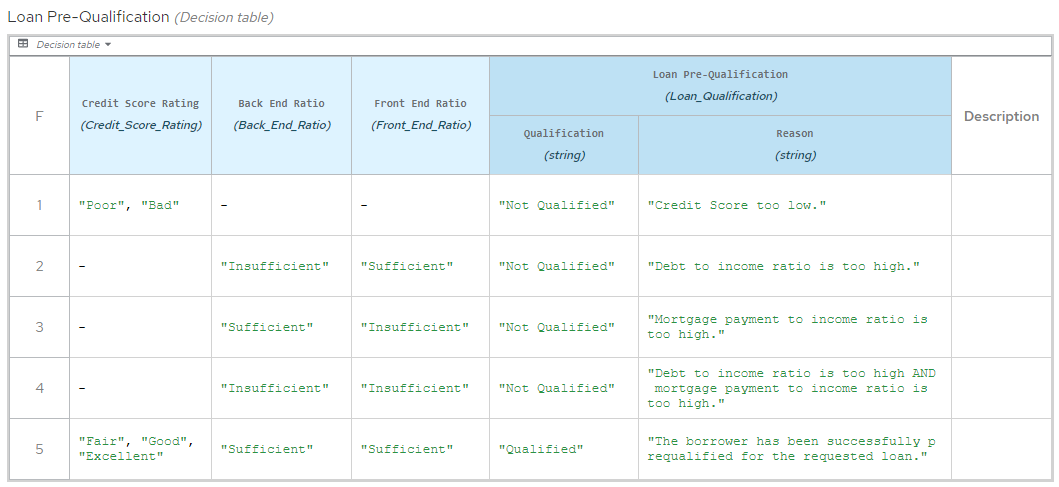 Loan Pre-Qualification (Decision table)
Decision table
F
Credit Score Rating
(Credit_Score_Rating)
Back End Ratio
(Back_End_Ratio)
Front End Ratio
(Front_End_Ratio)
Loan Pre-Qualification
(Loan_Qualification)
Qualification
(string)
Reason
(string)
Description
1
"Poor", "Bad"
-
-
"Not Qualified"
"Credit Score too low."
2
-
"Insufficient"
"Sufficient"
"Not Qualified"
"Debt to income ratio is too high."
3
-
"Sufficient"
"Insufficient"
"Not Qualified"
"Mortgage payment to income ratio is
too high."
4
-
"Insufficient"
"Insufficient"
"Not Qualified"
"Debt to income ratio is too high AND
mortgage payment to income ratio is
too high."
5
"Fair", "Good",
"Excellent"
"Sufficient"
"Sufficient"
"Qualified"
"The borrower has been successfully p
requalified for the requested loan."